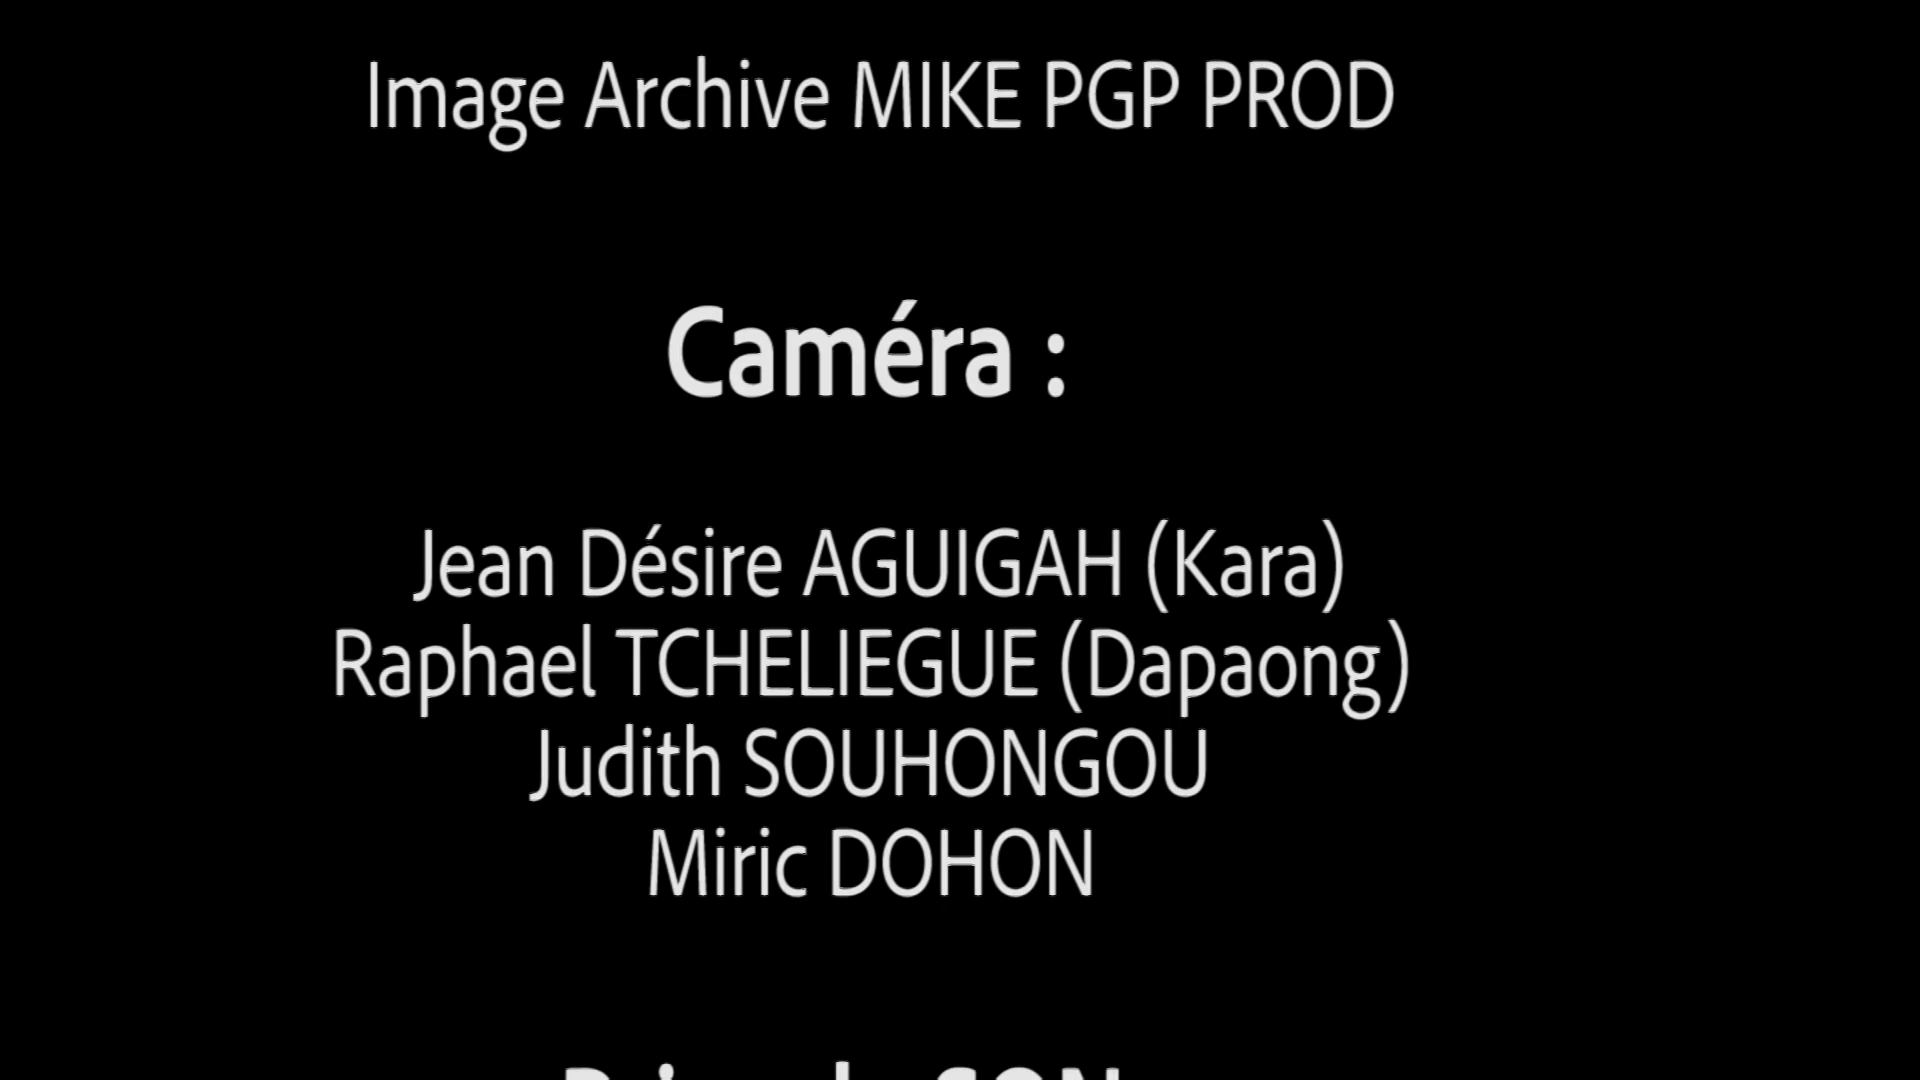 Image Archive MIKE PGP PROD
Caméra :
Jean Désire AGUIGAH (Kara)
Raphael TCHELIEGUE (Dapaong)
Judith SOUHONGOU
Miric DOHON